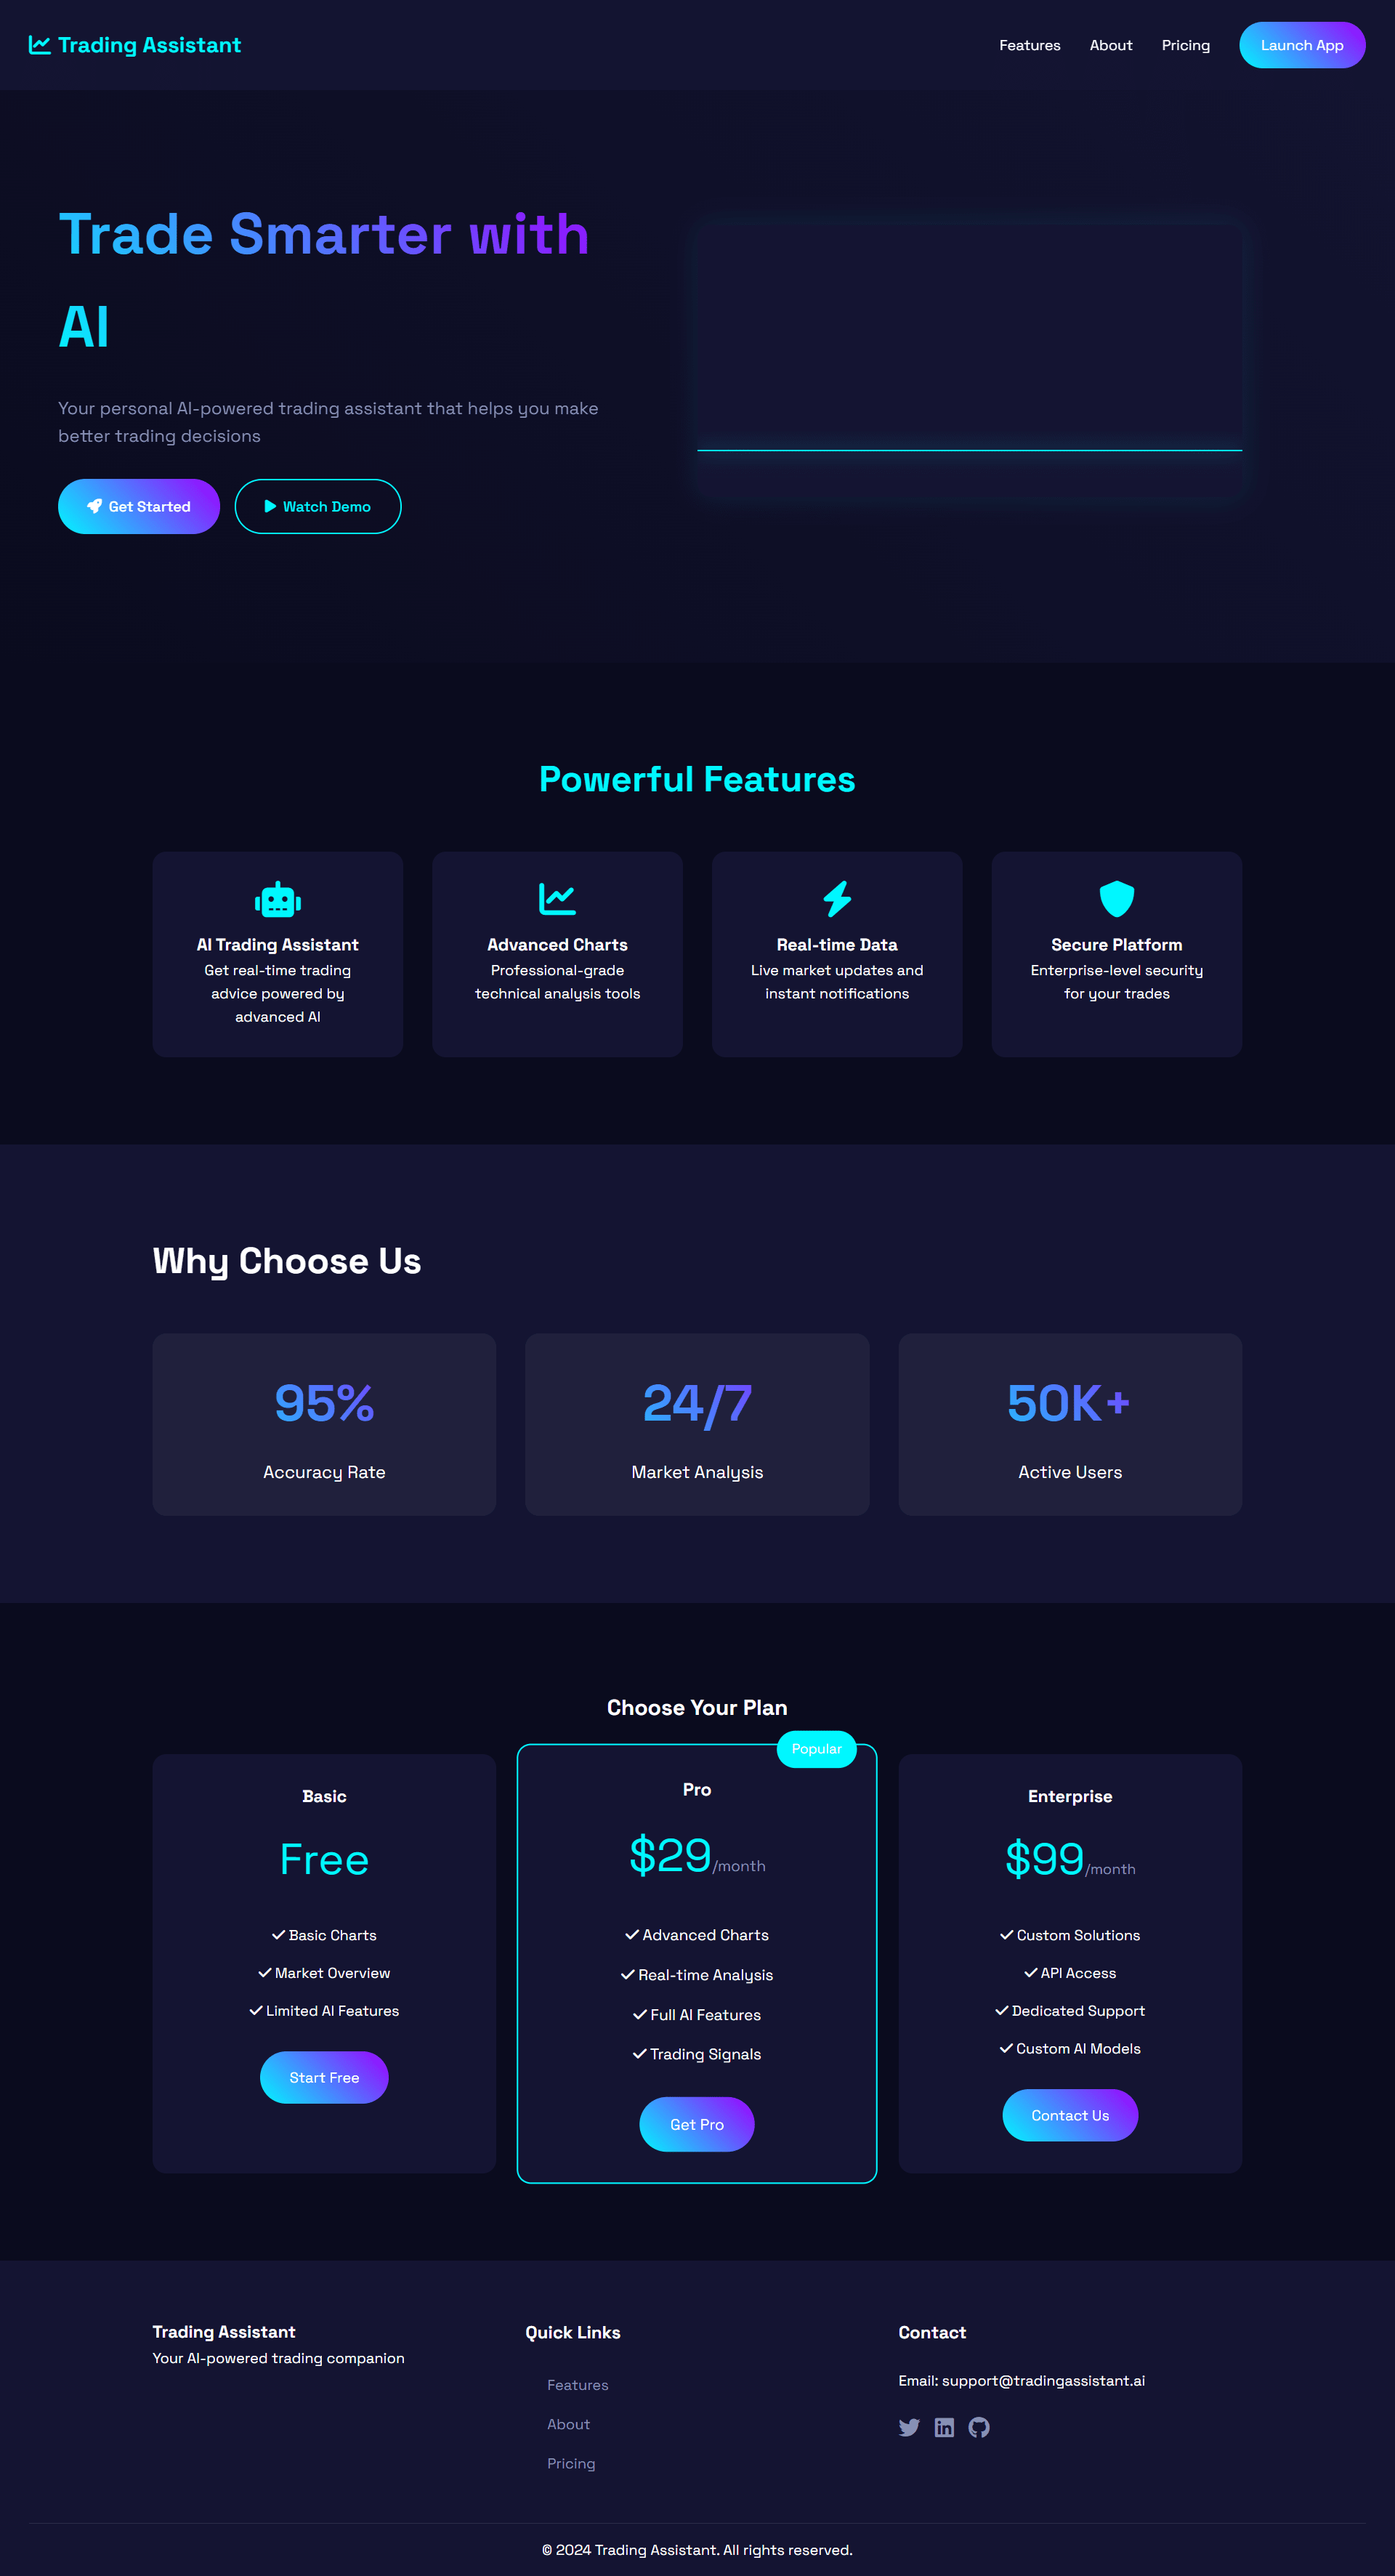 Trading Assistant
Features
About
Pricing
Launch App
Trade Smarter with
AI
Your personal AI-powered trading assistant that helps you make
better trading decisions
Get Started
Watch Demo
Powerful Features
AI Trading Assistant
Get real-time trading
advice powered by
advanced AI
Advanced Charts
Professional-grade
technical analysis tools
Real-time Data
Live market updates and
instant notifications
Secure Platform
Enterprise-level security
for your trades
Why Choose Us
95%
Accuracy Rate
24/7
Market Analysis
50K+
Active Users
Choose Your Plan
Basic
Free
Basic Charts
Market Overview
Limited AI Features
Start Free
Popular
Pro
$29/month
Advanced Charts
Real-time Analysis
Full AI Features
Trading Signals
Get Pro
Enterprise
$99/month
Custom Solutions
API Access
Dedicated Support
Custom AI Models
Contact Us
Trading Assistant
Your AI-powered trading companion
Quick Links
Features
About
Pricing
Contact
Email: support@tradingassistant.ai
© 2024 Trading Assistant. All rights reserved.